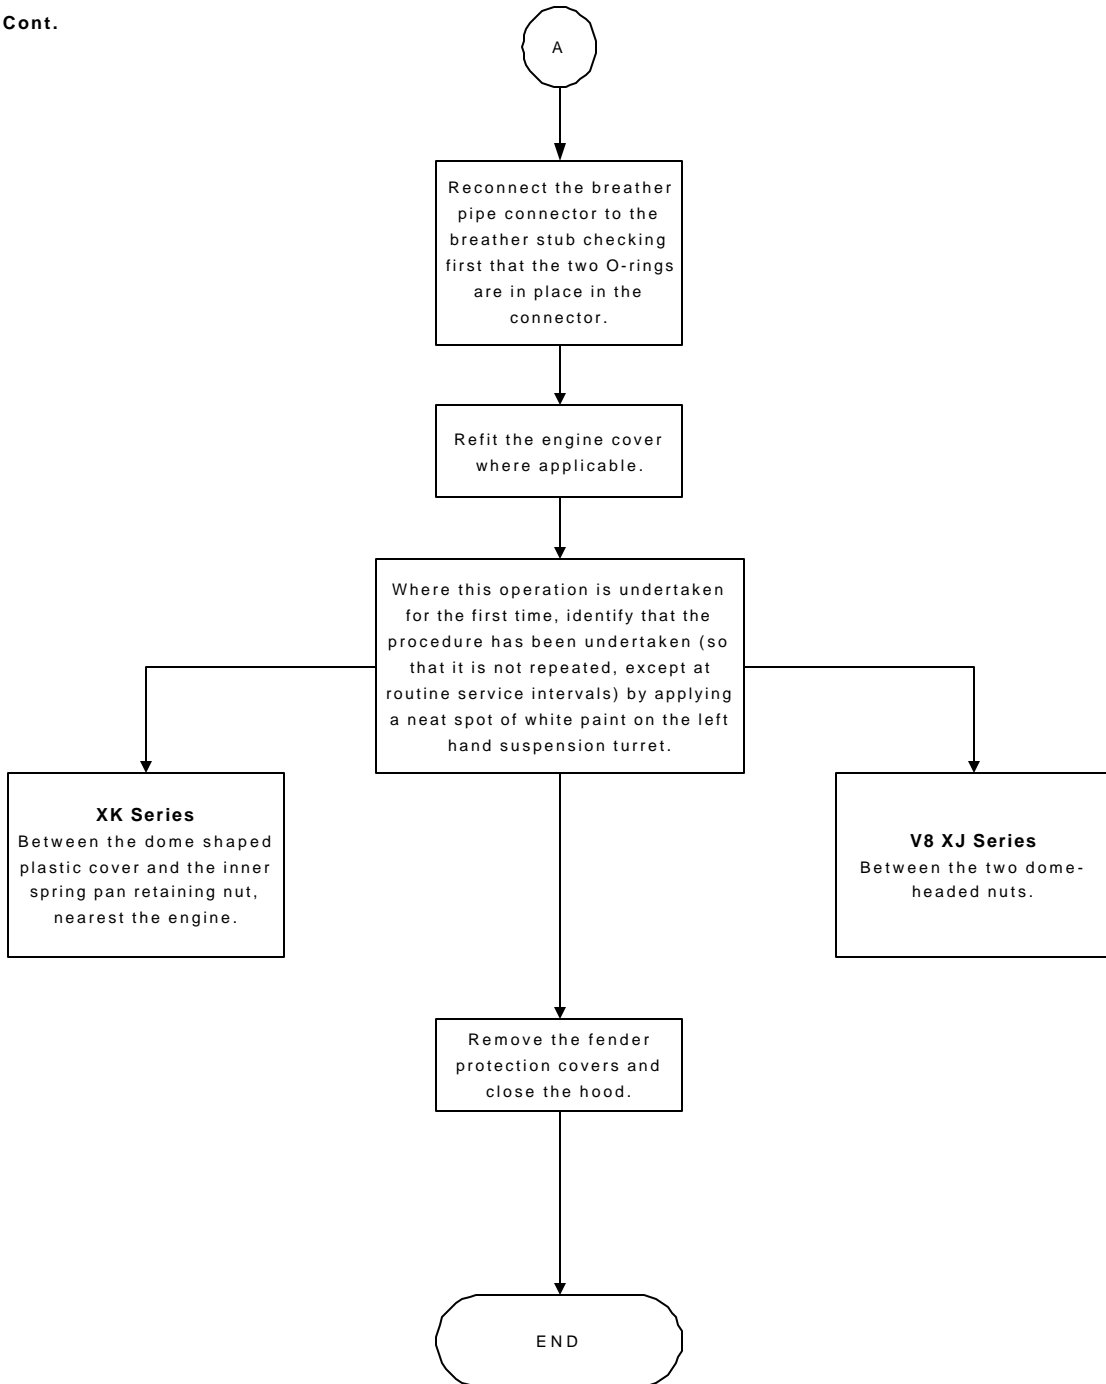 Cont.
A
Reconnect the breather
pipe connector to the
breather stub checking
first that the two O-rings
are in place in the
connector.
Refit the engine cover
where applicable.
Where this operation is undertaken
for the first time, identify that the
procedure has been undertaken (so
that it is not repeated, except at
routine service intervals) by applying
a neat spot of white paint on the left
hand suspension turret.
XK Series
Between the dome shaped
plastic cover and the inner
spring pan retaining nut,
nearest the engine.
V8 XJ Series
Between the two dome-
headed nuts.
Remove the fender
protection covers and
close the hood.
END